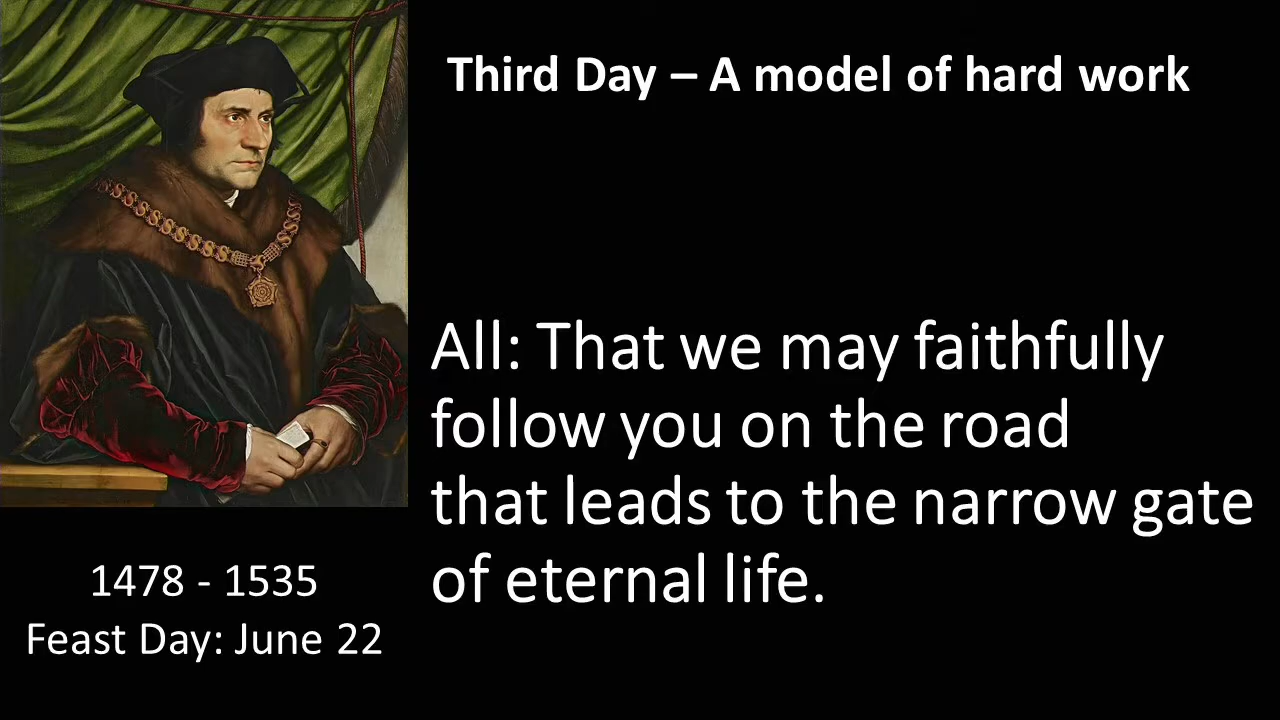 Third Day – A model of hard work
All: That we may faithfully
follow you on the road
that leads to the narrow gate
of eternal life.
1478 - 1535
Feast Day: June 22